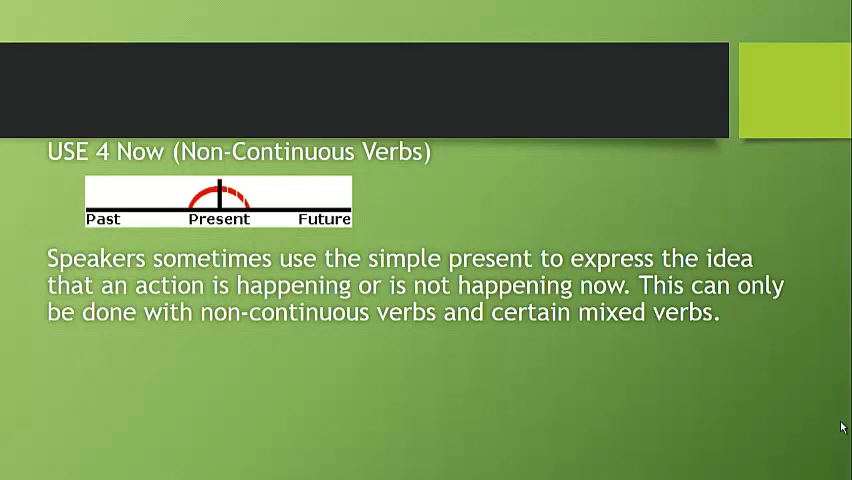 USE 4 Now (Non-Continuous Verbs)
Past Present Future
Speakers sometimes use the simple present to express the idea
that an action is happening or is not happening now. This can only
be done with non-continuous verbs and certain mixed verbs.